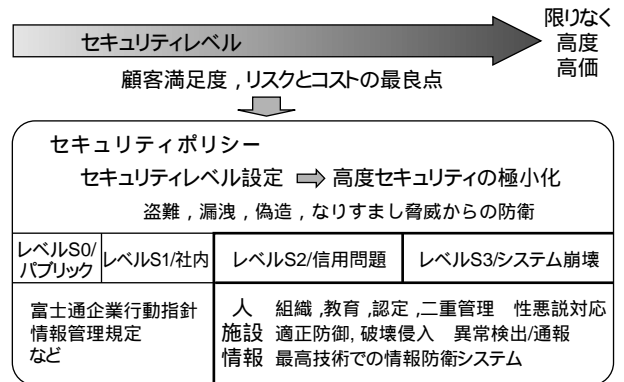 限りなく
高度
高価
セキュリティレベル
顧客満足度,リスクとコストの最良点
セキュリティポリシー
セキュリティレベル設定 ⇨ 高度セキュリティの極小化
盗難,漏洩,偽造,なりすまし脅威からの防衛
レベルS0/
パブリック
レベルS1/社内
レベルS2/信用問題
レベルS3/システム崩壊
富士通企業行動指針
情報管理規定
など
人 組織,教育,認定,二重管理 性悪説対応
施設 適正防御,破壊侵入 異常検出/通報
情報 最高技術での情報防衛システム